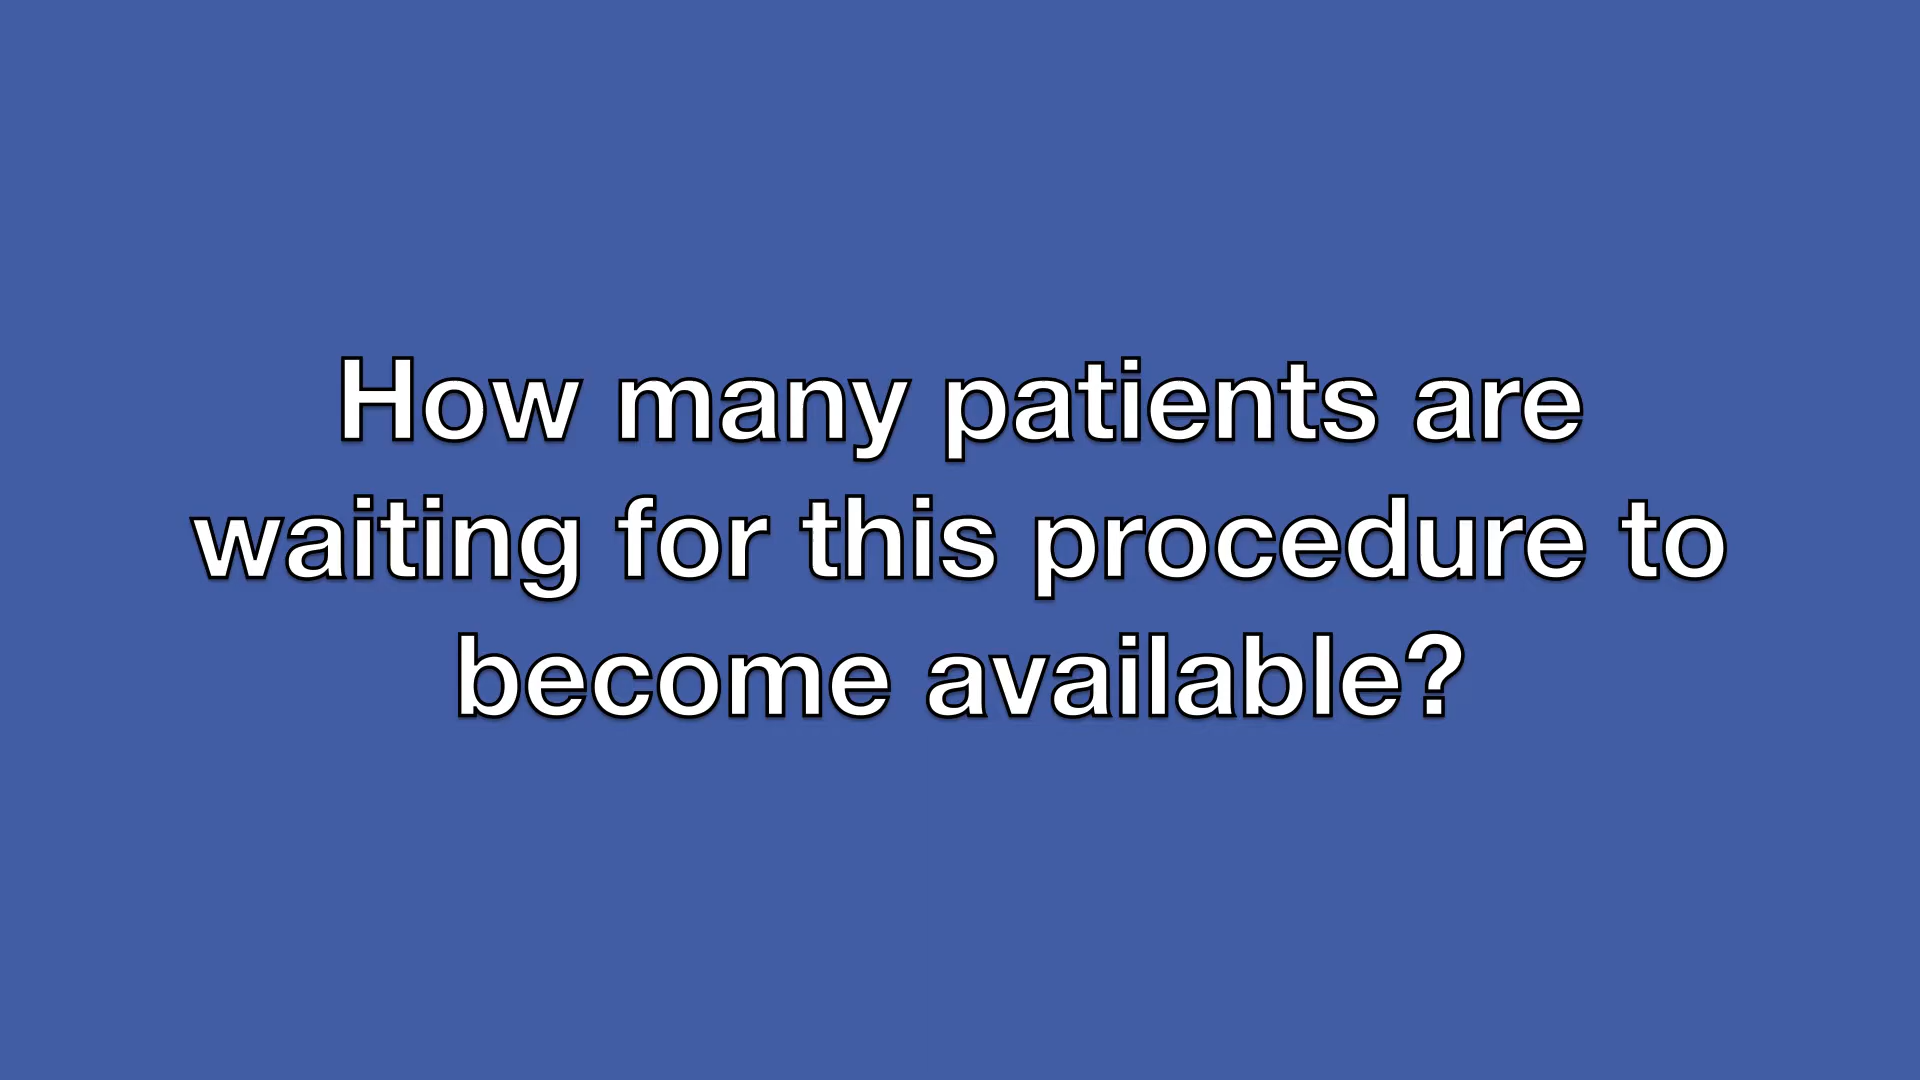 How many patients are
waiting for this procedure to
become available?